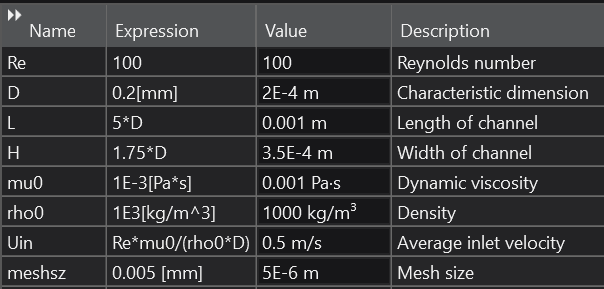 Name Expression Value Description
Re 100 100 Reynolds number
D 0.2[mm] 2E-4 m Characteristic dimension
L 5*D 0.001 m Length of channel
H 1.75*D 3.5E-4 m Width of channel
mu0 1E-3[Pa*s] 0.001 Pa·s Dynamic viscosity
rho0 1E3[kg/m^3] 1000 kg/m³ Density
Uin Re*mu0/(rho0*D) 0.5 m/s Average inlet velocity
meshsz 0.005 [mm] 5E-6 m Mesh size